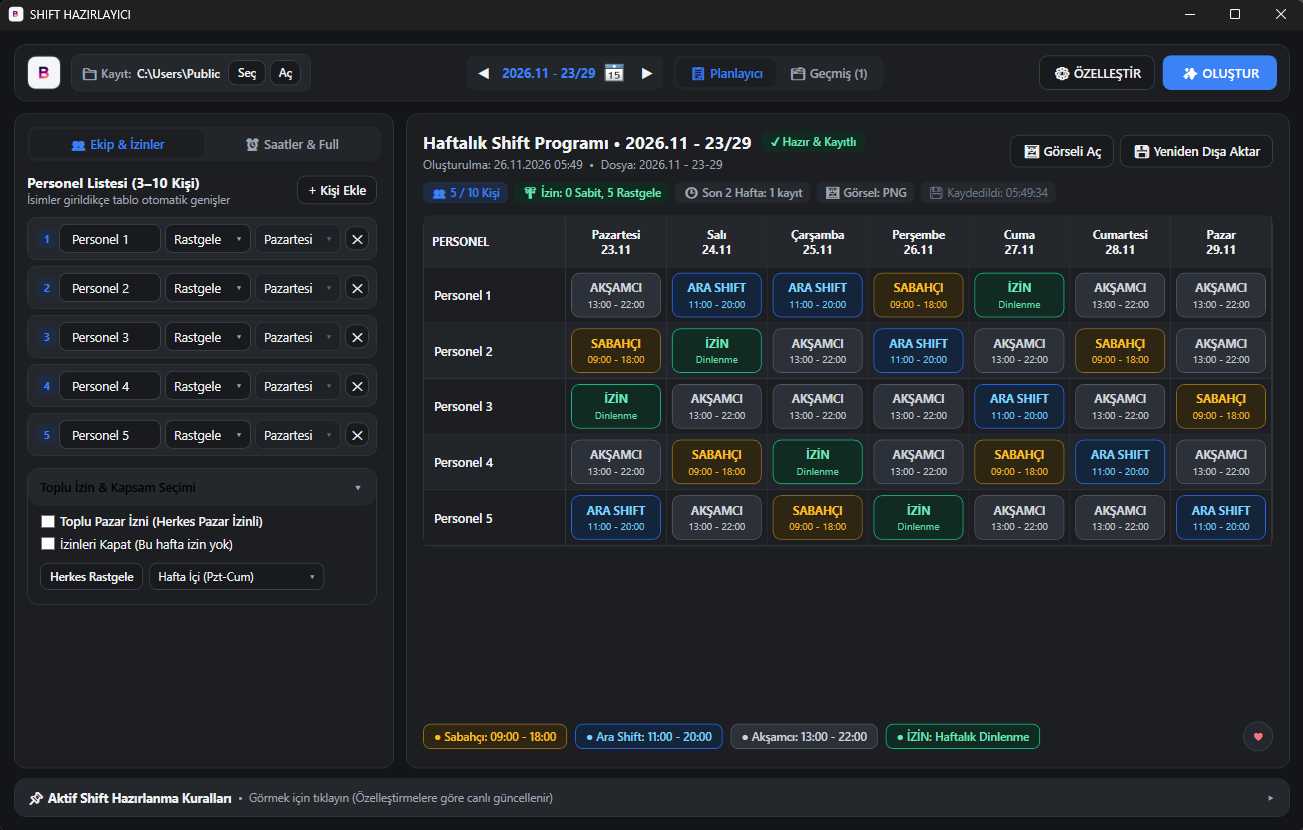 B SHIFT HAZIRLAYICI
B Kayıt: C:\Users\Public Seç Aç
2026.11 - 23/29 15
Planlayıcı Geçmiş (1)
ÖZELLEŞTİR OLUŞTUR
Ekip & İzinler Saatler & Full
Personel Listesi (3–10 Kişi)
İsimler girildikçe tablo otomatik genişler
+ Kişi Ekle
1 Personel 1 Rastgele Pazartesi
2 Personel 2 Rastgele Pazartesi
3 Personel 3 Rastgele Pazartesi
4 Personel 4 Rastgele Pazartesi
5 Personel 5 Rastgele Pazartesi
Toplu İzin & Kapsam Seçimi
Toplu Pazar İzni (Herkes Pazar İzinli)
İzinleri Kapat (Bu hafta izin yok)
Herkes Rastgele Hafta İçi (Pzt-Cum)
Haftalık Shift Programı • 2026.11 - 23/29 ✓ Hazır & Kayıtlı
Oluşturulma: 26.11.2026 05:49 • Dosya: 2026.11 - 23-29
Görseli Aç Yeniden Dışa Aktar
5 / 10 Kişi İzin: 0 Sabit, 5 Rastgele Son 2 Hafta: 1 kayıt Görsel: PNG Kaydedildi: 05:49:34
PERSONEL Pazartesi Salı Çarşamba Perşembe Cuma Cumartesi Pazar
23.11 24.11 25.11 26.11 27.11 28.11 29.11
Personel 1 AKŞAMCI ARA SHIFT ARA SHIFT SABAHÇI İZİN AKŞAMCI AKŞAMCI
13:00 - 22:00 11:00 - 20:00 11:00 - 20:00 09:00 - 18:00 Dinlenme 13:00 - 22:00 13:00 - 22:00
Personel 2 SABAHÇI İZİN AKŞAMCI ARA SHIFT AKŞAMCI SABAHÇI AKŞAMCI
09:00 - 18:00 Dinlenme 13:00 - 22:00 11:00 - 20:00 13:00 - 22:00 09:00 - 18:00 13:00 - 22:00
Personel 3 İZİN AKŞAMCI AKŞAMCI AKŞAMCI ARA SHIFT AKŞAMCI SABAHÇI
Dinlenme 13:00 - 22:00 13:00 - 22:00 13:00 - 22:00 11:00 - 20:00 13:00 - 22:00 09:00 - 18:00
Personel 4 AKŞAMCI SABAHÇI İZİN AKŞAMCI SABAHÇI ARA SHIFT AKŞAMCI
13:00 - 22:00 09:00 - 18:00 Dinlenme 13:00 - 22:00 09:00 - 18:00 11:00 - 20:00 13:00 - 22:00
Personel 5 ARA SHIFT AKŞAMCI SABAHÇI İZİN AKŞAMCI AKŞAMCI ARA SHIFT
11:00 - 20:00 13:00 - 22:00 09:00 - 18:00 Dinlenme 13:00 - 22:00 13:00 - 22:00 11:00 - 20:00
• Sabahçı: 09:00 - 18:00 • Ara Shift: 11:00 - 20:00 • Akşamcı: 13:00 - 22:00 • İZİN: Haftalık Dinlenme
Aktif Shift Hazırlanma Kuralları • Görmek için tıklayın (Özelleştirmelere göre canlı güncellenir)